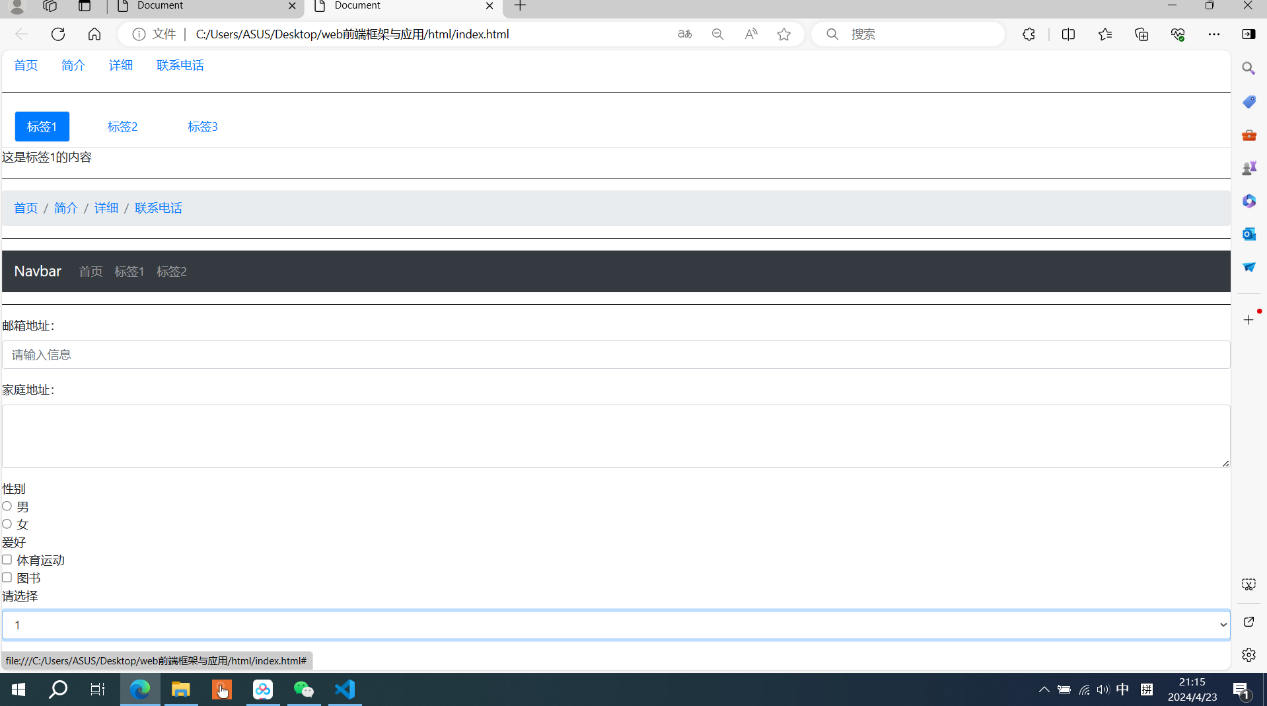 Document
Document
文件 | C:/Users/ASUS/Desktop/web前端框架与应用/html/index.html
搜索
首页 简介 详细 联系电话
标签1 标签2 标签3
这是标签1的内容
首页 / 简介 / 详细 / 联系电话
Navbar 首页 标签1 标签2
邮箱地址：
请输入信息
家庭地址：
性别
男
女
爱好
体育运动
图书
请选择
1
file:///C:/Users/ASUS/Desktop/web前端框架与应用/html/index.html#
中 拼 21:15
2024/4/23
1